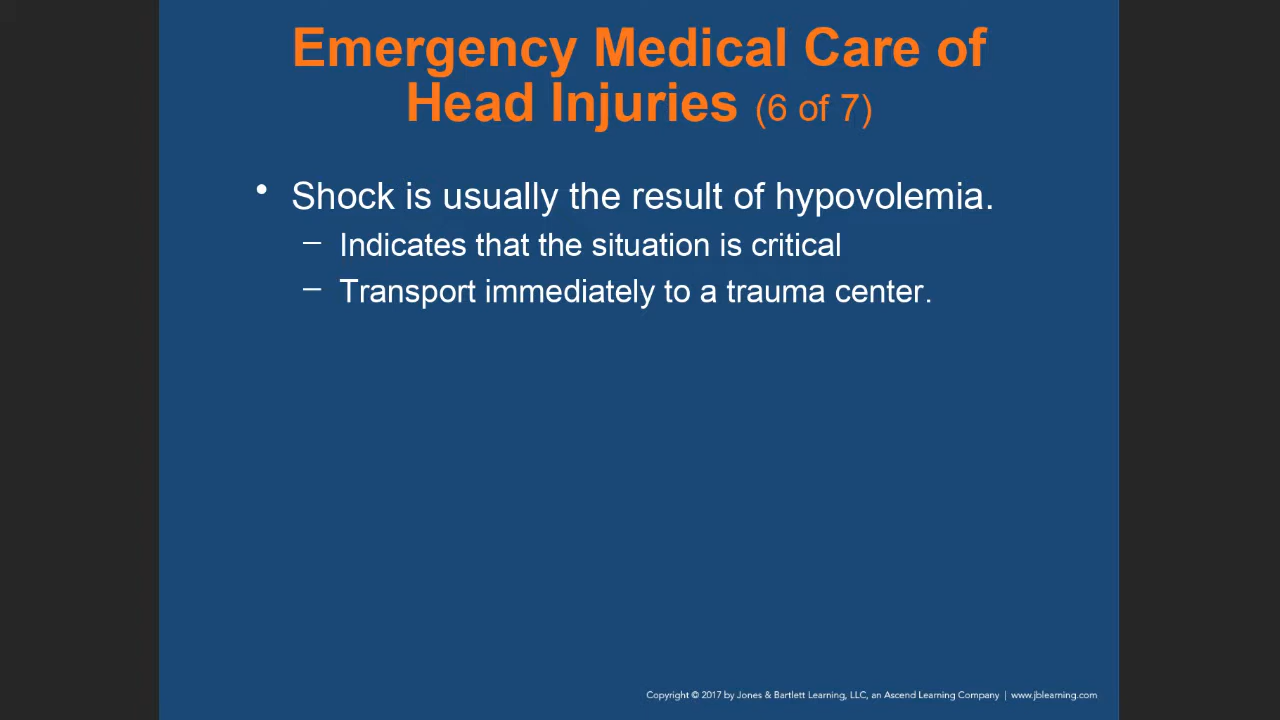 Emergency Medical Care of
Head Injuries (6 of 7)
• Shock is usually the result of hypovolemia.
– Indicates that the situation is critical
– Transport immediately to a trauma center.
Copyright © 2017 by Jones & Bartlett Learning, LLC, an Ascend Learning Company | www.jblearning.com